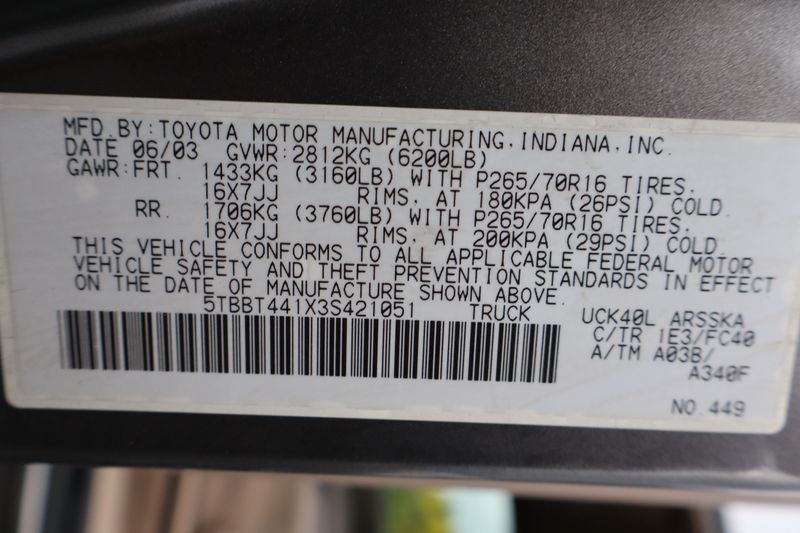 MFD.BY:TOYOTA MOTOR MANUFACTURING,INDIANA,INC.
DATE 06/03 GVWR:2812KG (6200LB)
GAWR:FRT. 1433KG (3160LB) WITH P265/70R16 TIRES,
16X7JJ RIMS, AT 180KPA (26PSI) COLD.
RR. 1706KG (3760LB) WITH P265/70R16 TIRES,
16X7JJ RIMS, AT 200KPA (29PSI) COLD.
THIS VEHICLE CONFORMS TO ALL APPLICABLE FEDERAL MOTOR
VEHICLE SAFETY AND THEFT PREVENTION STANDARDS IN EFFECT
ON THE DATE OF MANUFACTURE SHOWN ABOVE.
5TBBT441X3S421051 TRUCK
UCK40L ARSSKA
C/TR 1E3/FC40
A/TM A03B/
A340F
NO.449